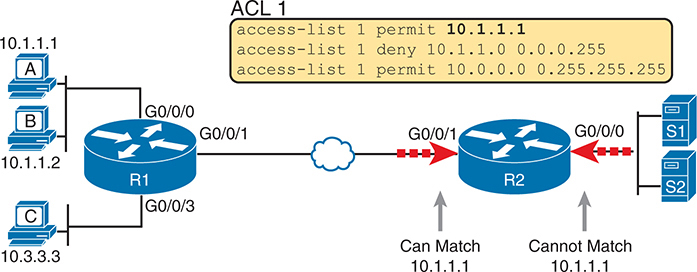 ACL 1
access-list 1 permit 10.1.1.1
access-list 1 deny 10.1.1.0 0.0.0.255
access-list 1 permit 10.0.0.0 0.255.255.255
10.1.1.1
A
G0/0/0
B
10.1.1.2
G0/0/1
R1
C
10.3.3.3
G0/0/3
G0/0/1
G0/0/0
R2
S1
S2
Can Match
10.1.1.1
Cannot Match
10.1.1.1